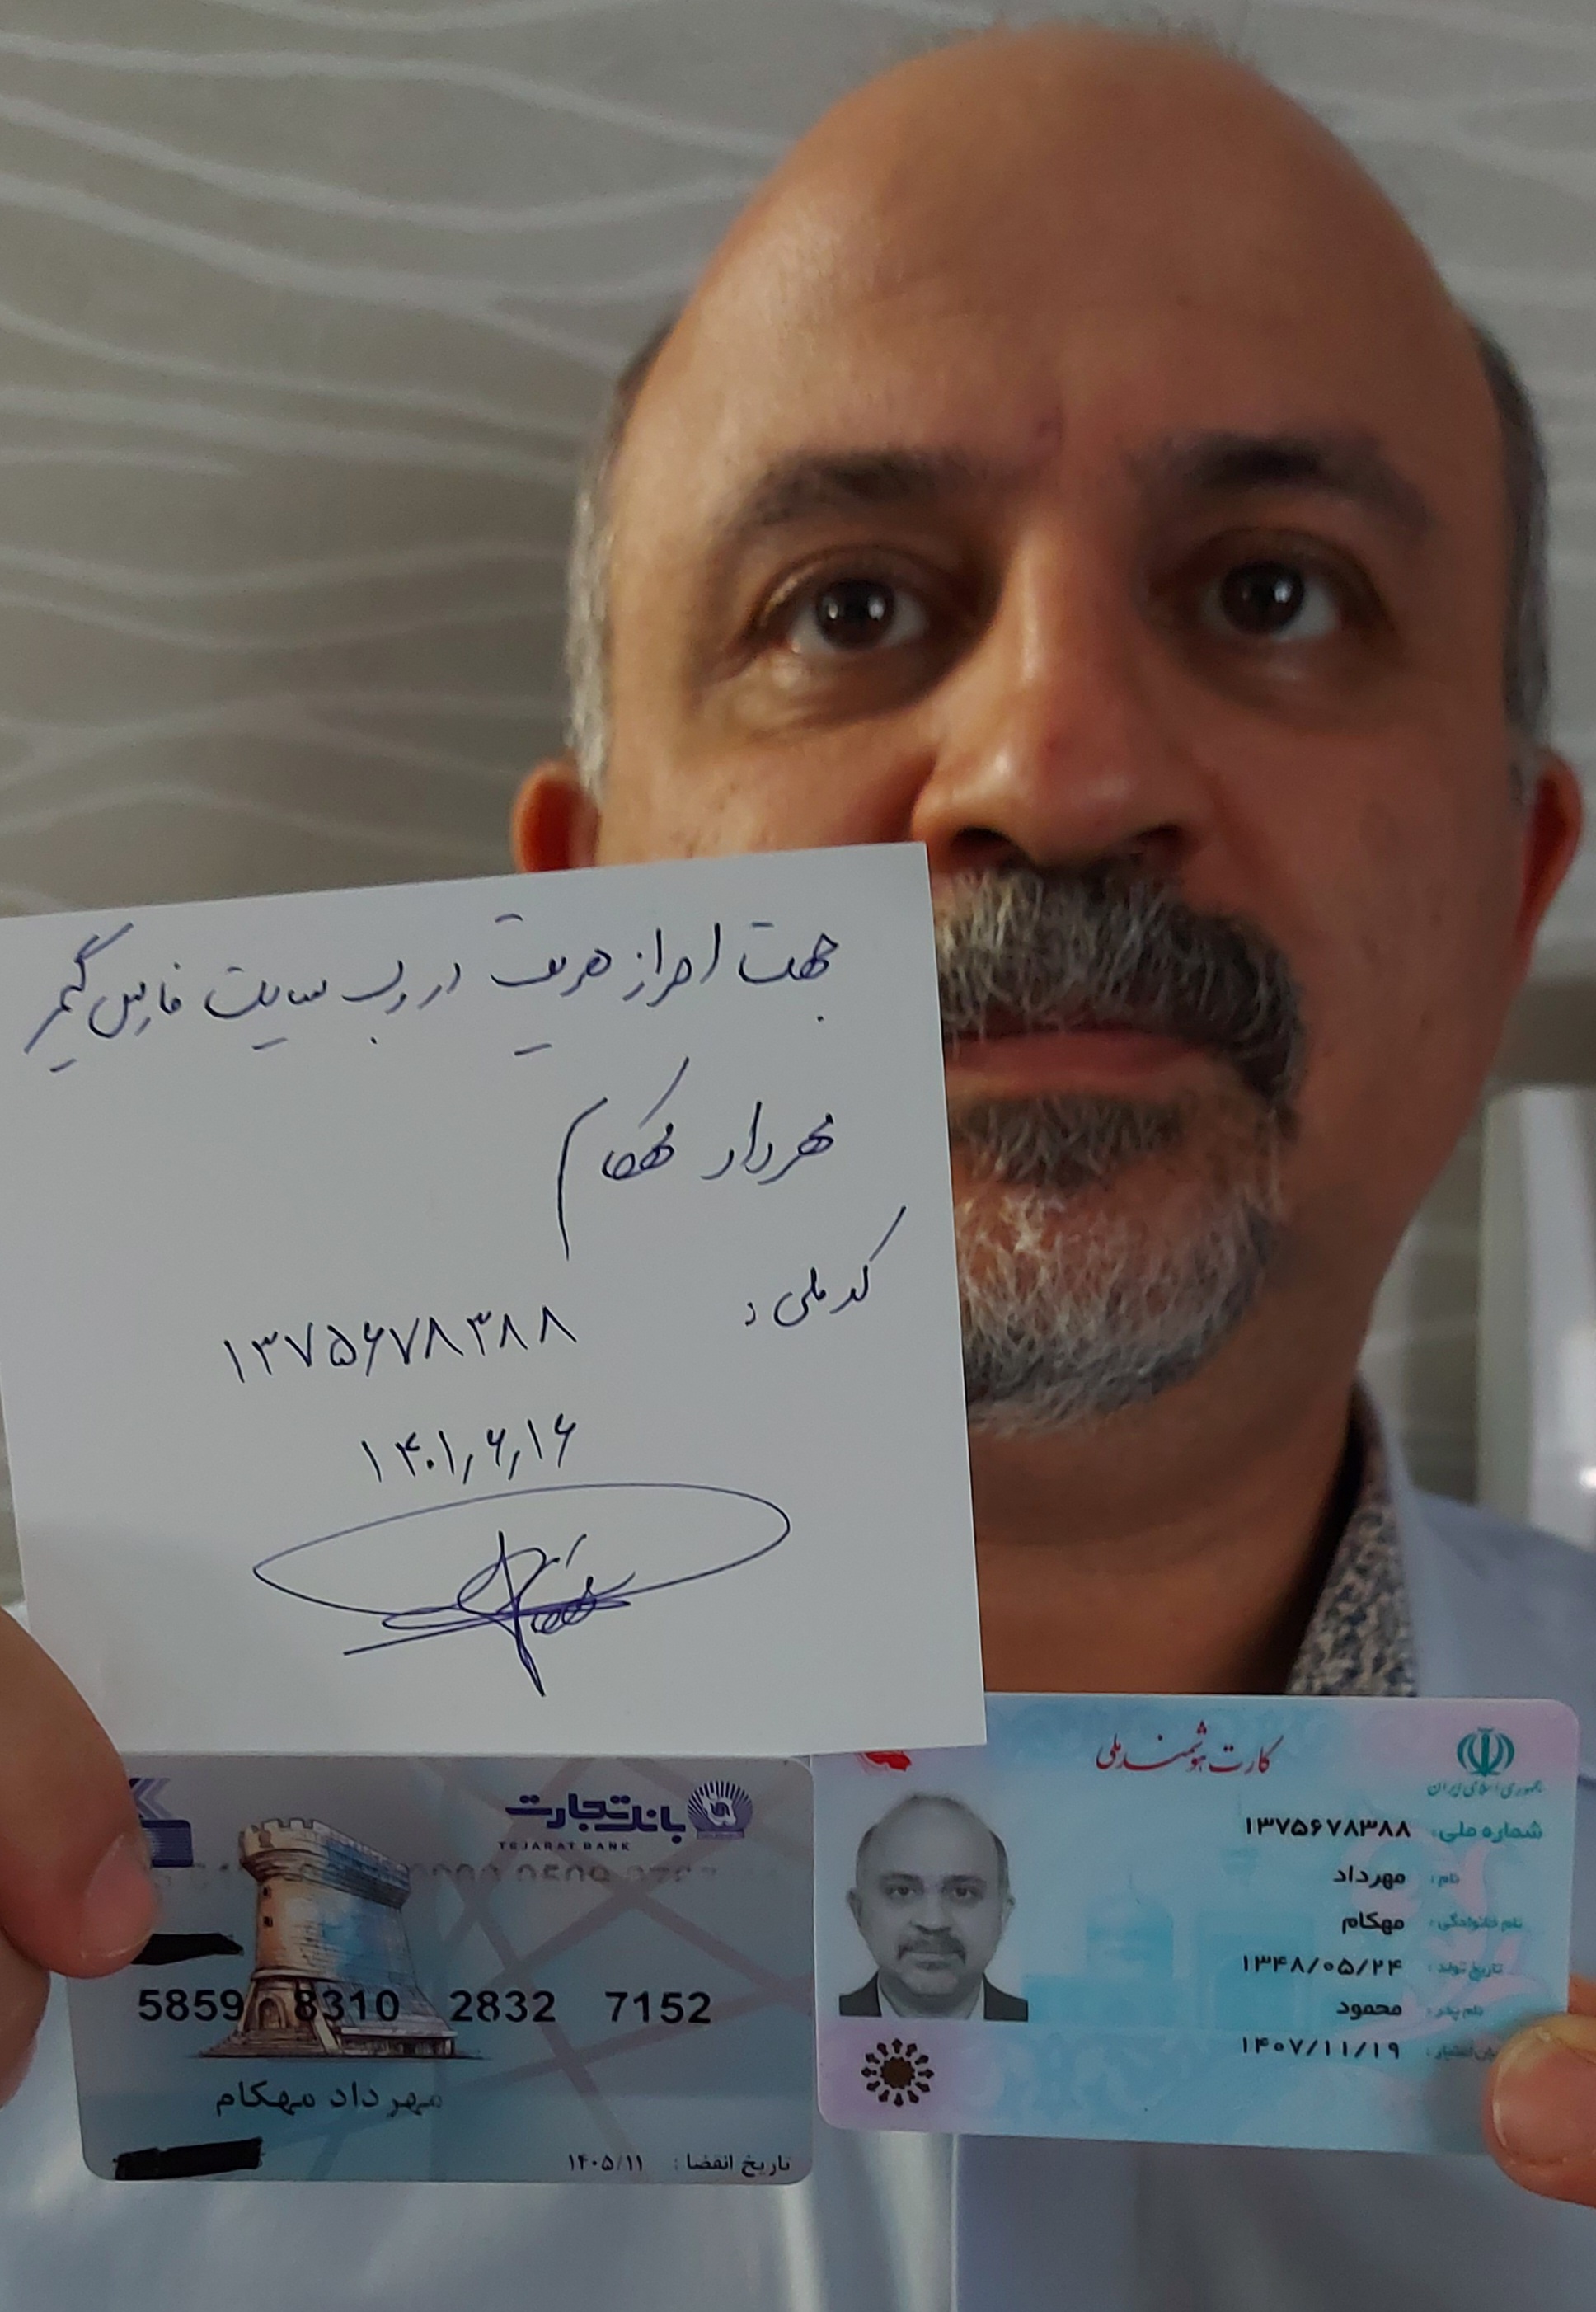 جهت احراز هویت در وب سایت فارس گیمر
مهرداد مهکام
کد ملی :
۱۳۷۵۶۷۸۳۸۸
۱۴۰۱٫۶٫۱۶
بانک تجارت
TEJARAT BANK
5859 8310 2832 7152
مهرداد مهکام
تاریخ انقضا : ۱۴۰۵/۱۱
کارت هوشمند ملی
جمهوری اسلامی ایران
شماره ملی: ۱۳۷۵۶۷۸۳۸۸
نام: مهرداد
نام خانوادگی: مهکام
تاریخ تولد: ۱۳۴۸/۰۵/۲۴
نام پدر: محمود
اعتبار: ۱۴۰۷/۱۱/۱۹